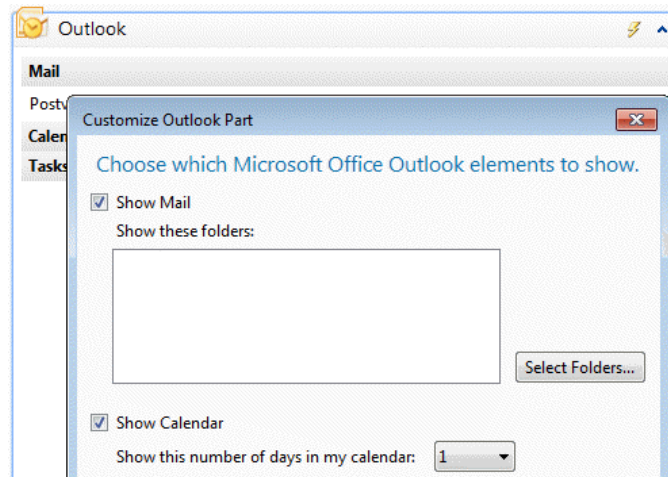 Outlook
Mail
Customize Outlook Part
Choose which Microsoft Office Outlook elements to show.
Show Mail
Show these folders:
Select Folders...
Show Calendar
Show this number of days in my calendar: 1
Tasks